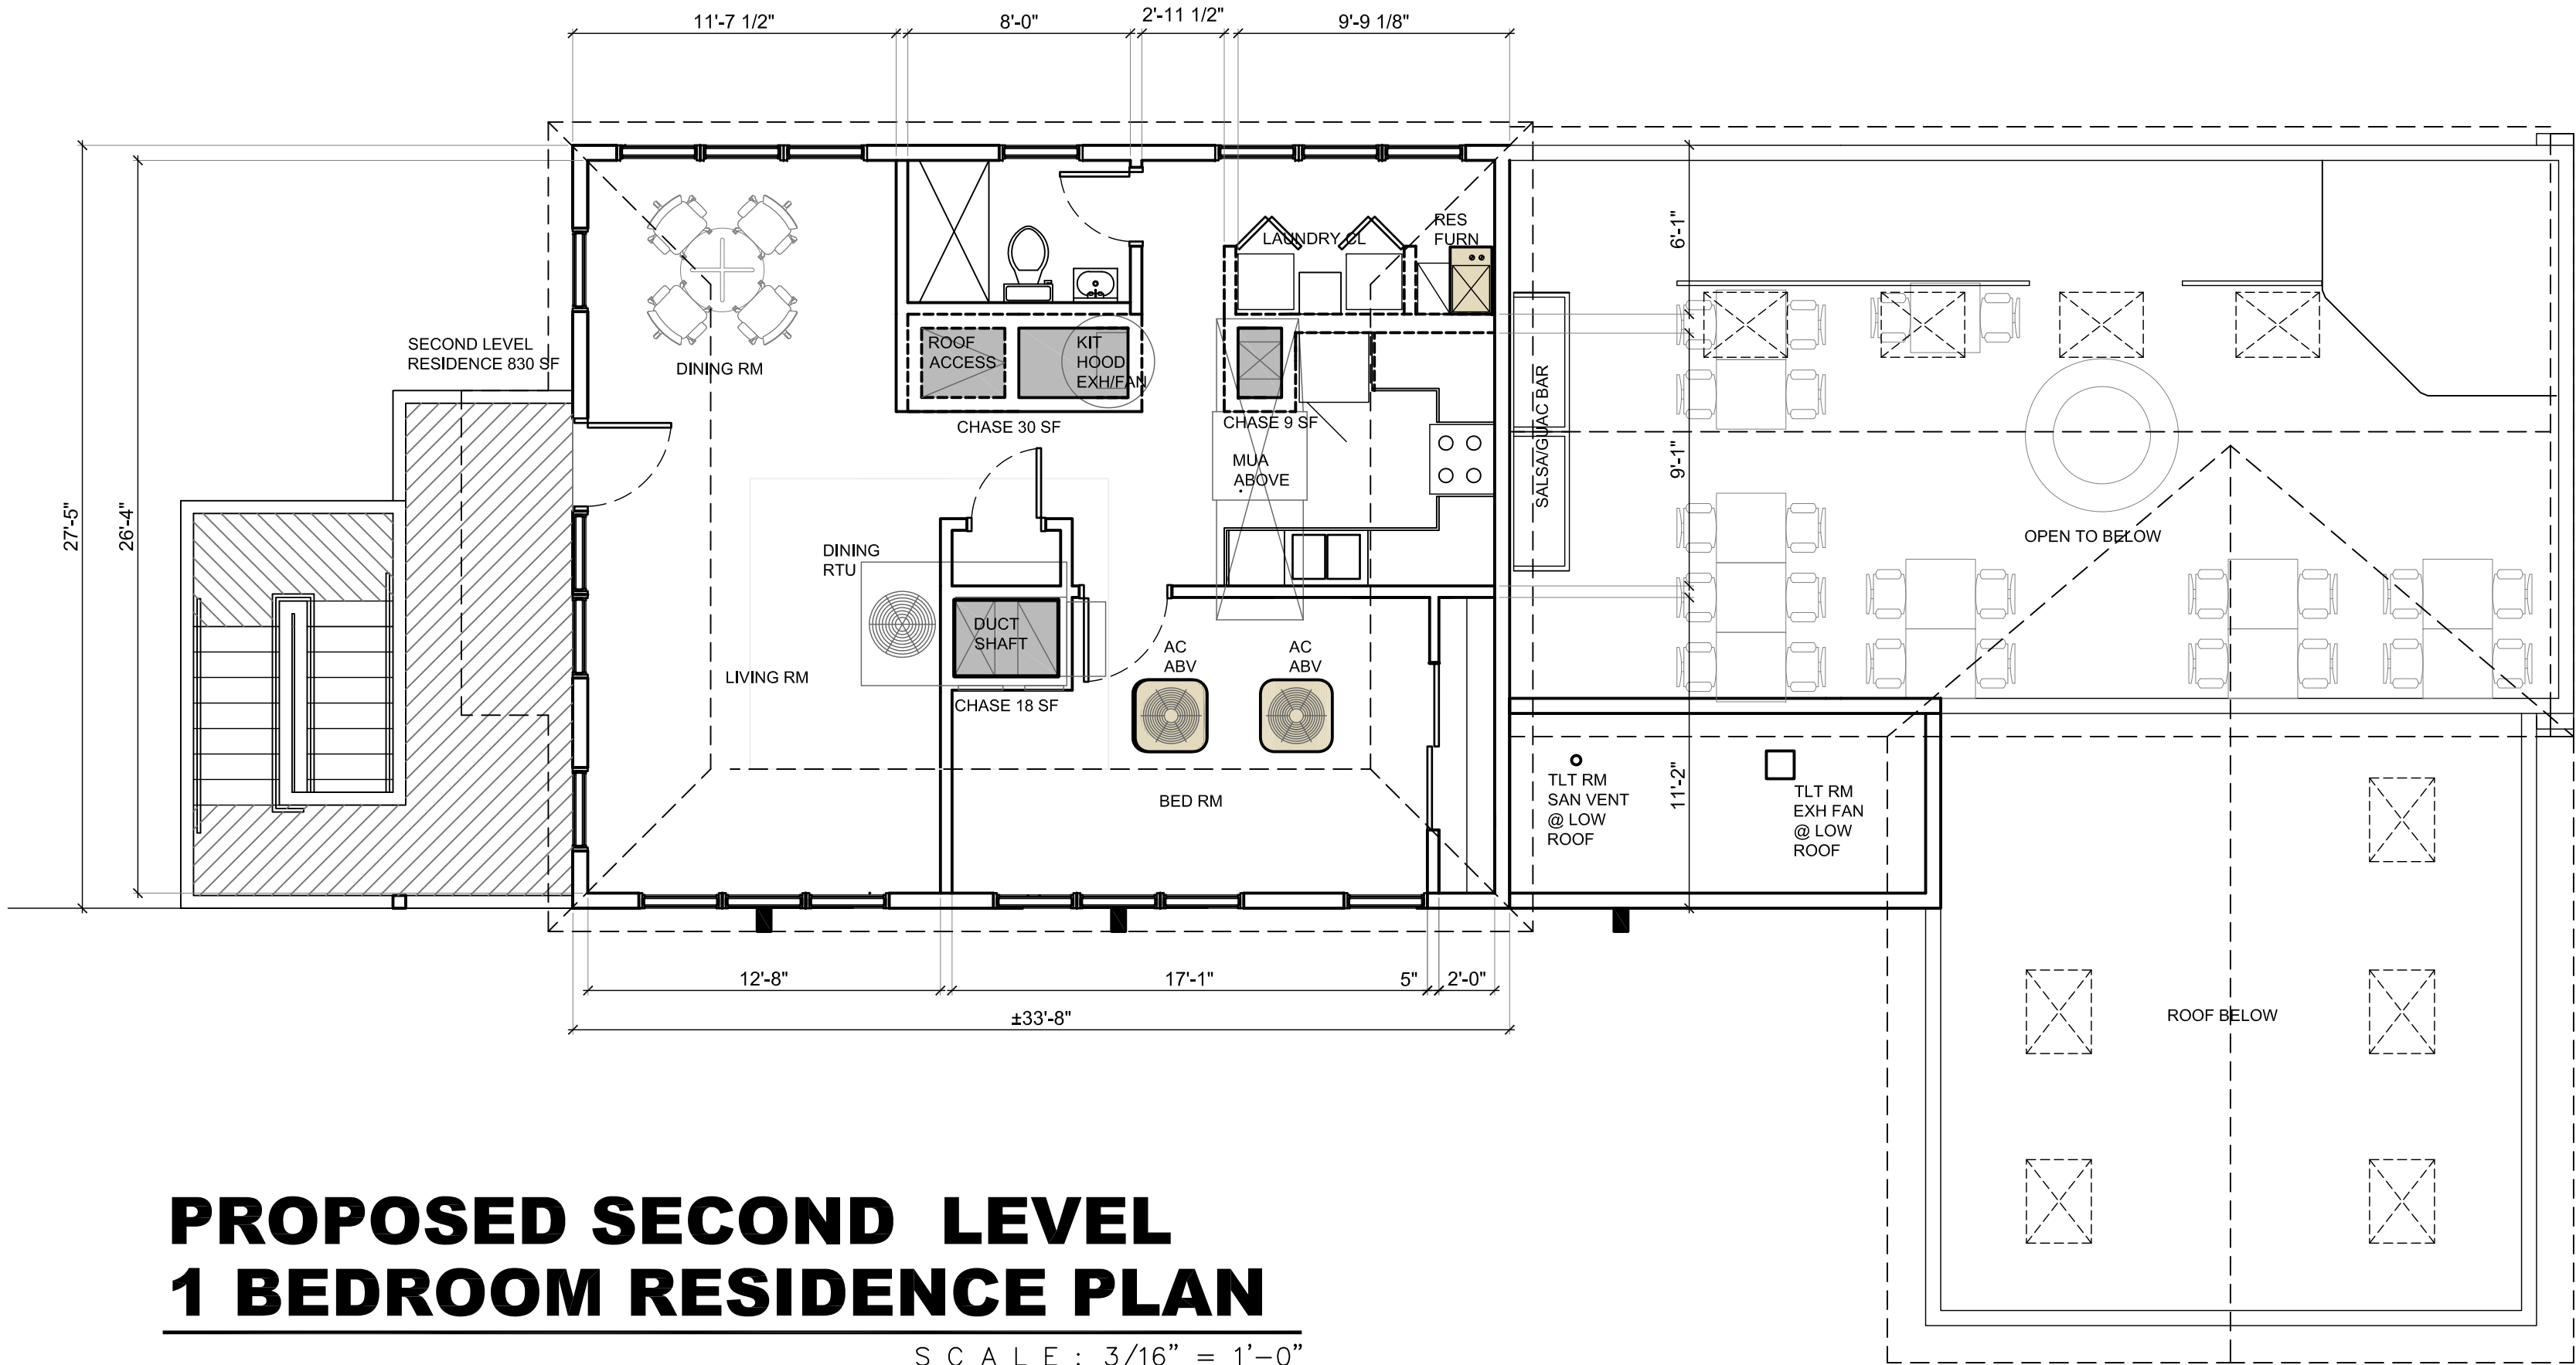 11'-7 1/2"
8'-0"
2'-11 1/2"
9'-9 1/8"
27'-5"
26'-4"
SECOND LEVEL
RESIDENCE 830 SF
DINING RM
ROOF
ACCESS
KIT
HOOD
EXH/FAN
CHASE 30 SF
LAUNDRY CL
RES
FURN
CHASE 9 SF
MUA
ABOVE
SALSA/GUAC BAR
6'-1"
9'-1"
11'-2"
OPEN TO BELOW
DINING
RTU
DUCT
SHAFT
LIVING RM
CHASE 18 SF
AC
ABV
AC
ABV
BED RM
TLT RM
SAN VENT
@ LOW
ROOF
TLT RM
EXH FAN
@ LOW
ROOF
12'-8"
17'-1"
5"
2'-0"
±33'-8"
ROOF BELOW
PROPOSED SECOND LEVEL
1 BEDROOM RESIDENCE PLAN
SCALE: 3/16" = 1'-0"